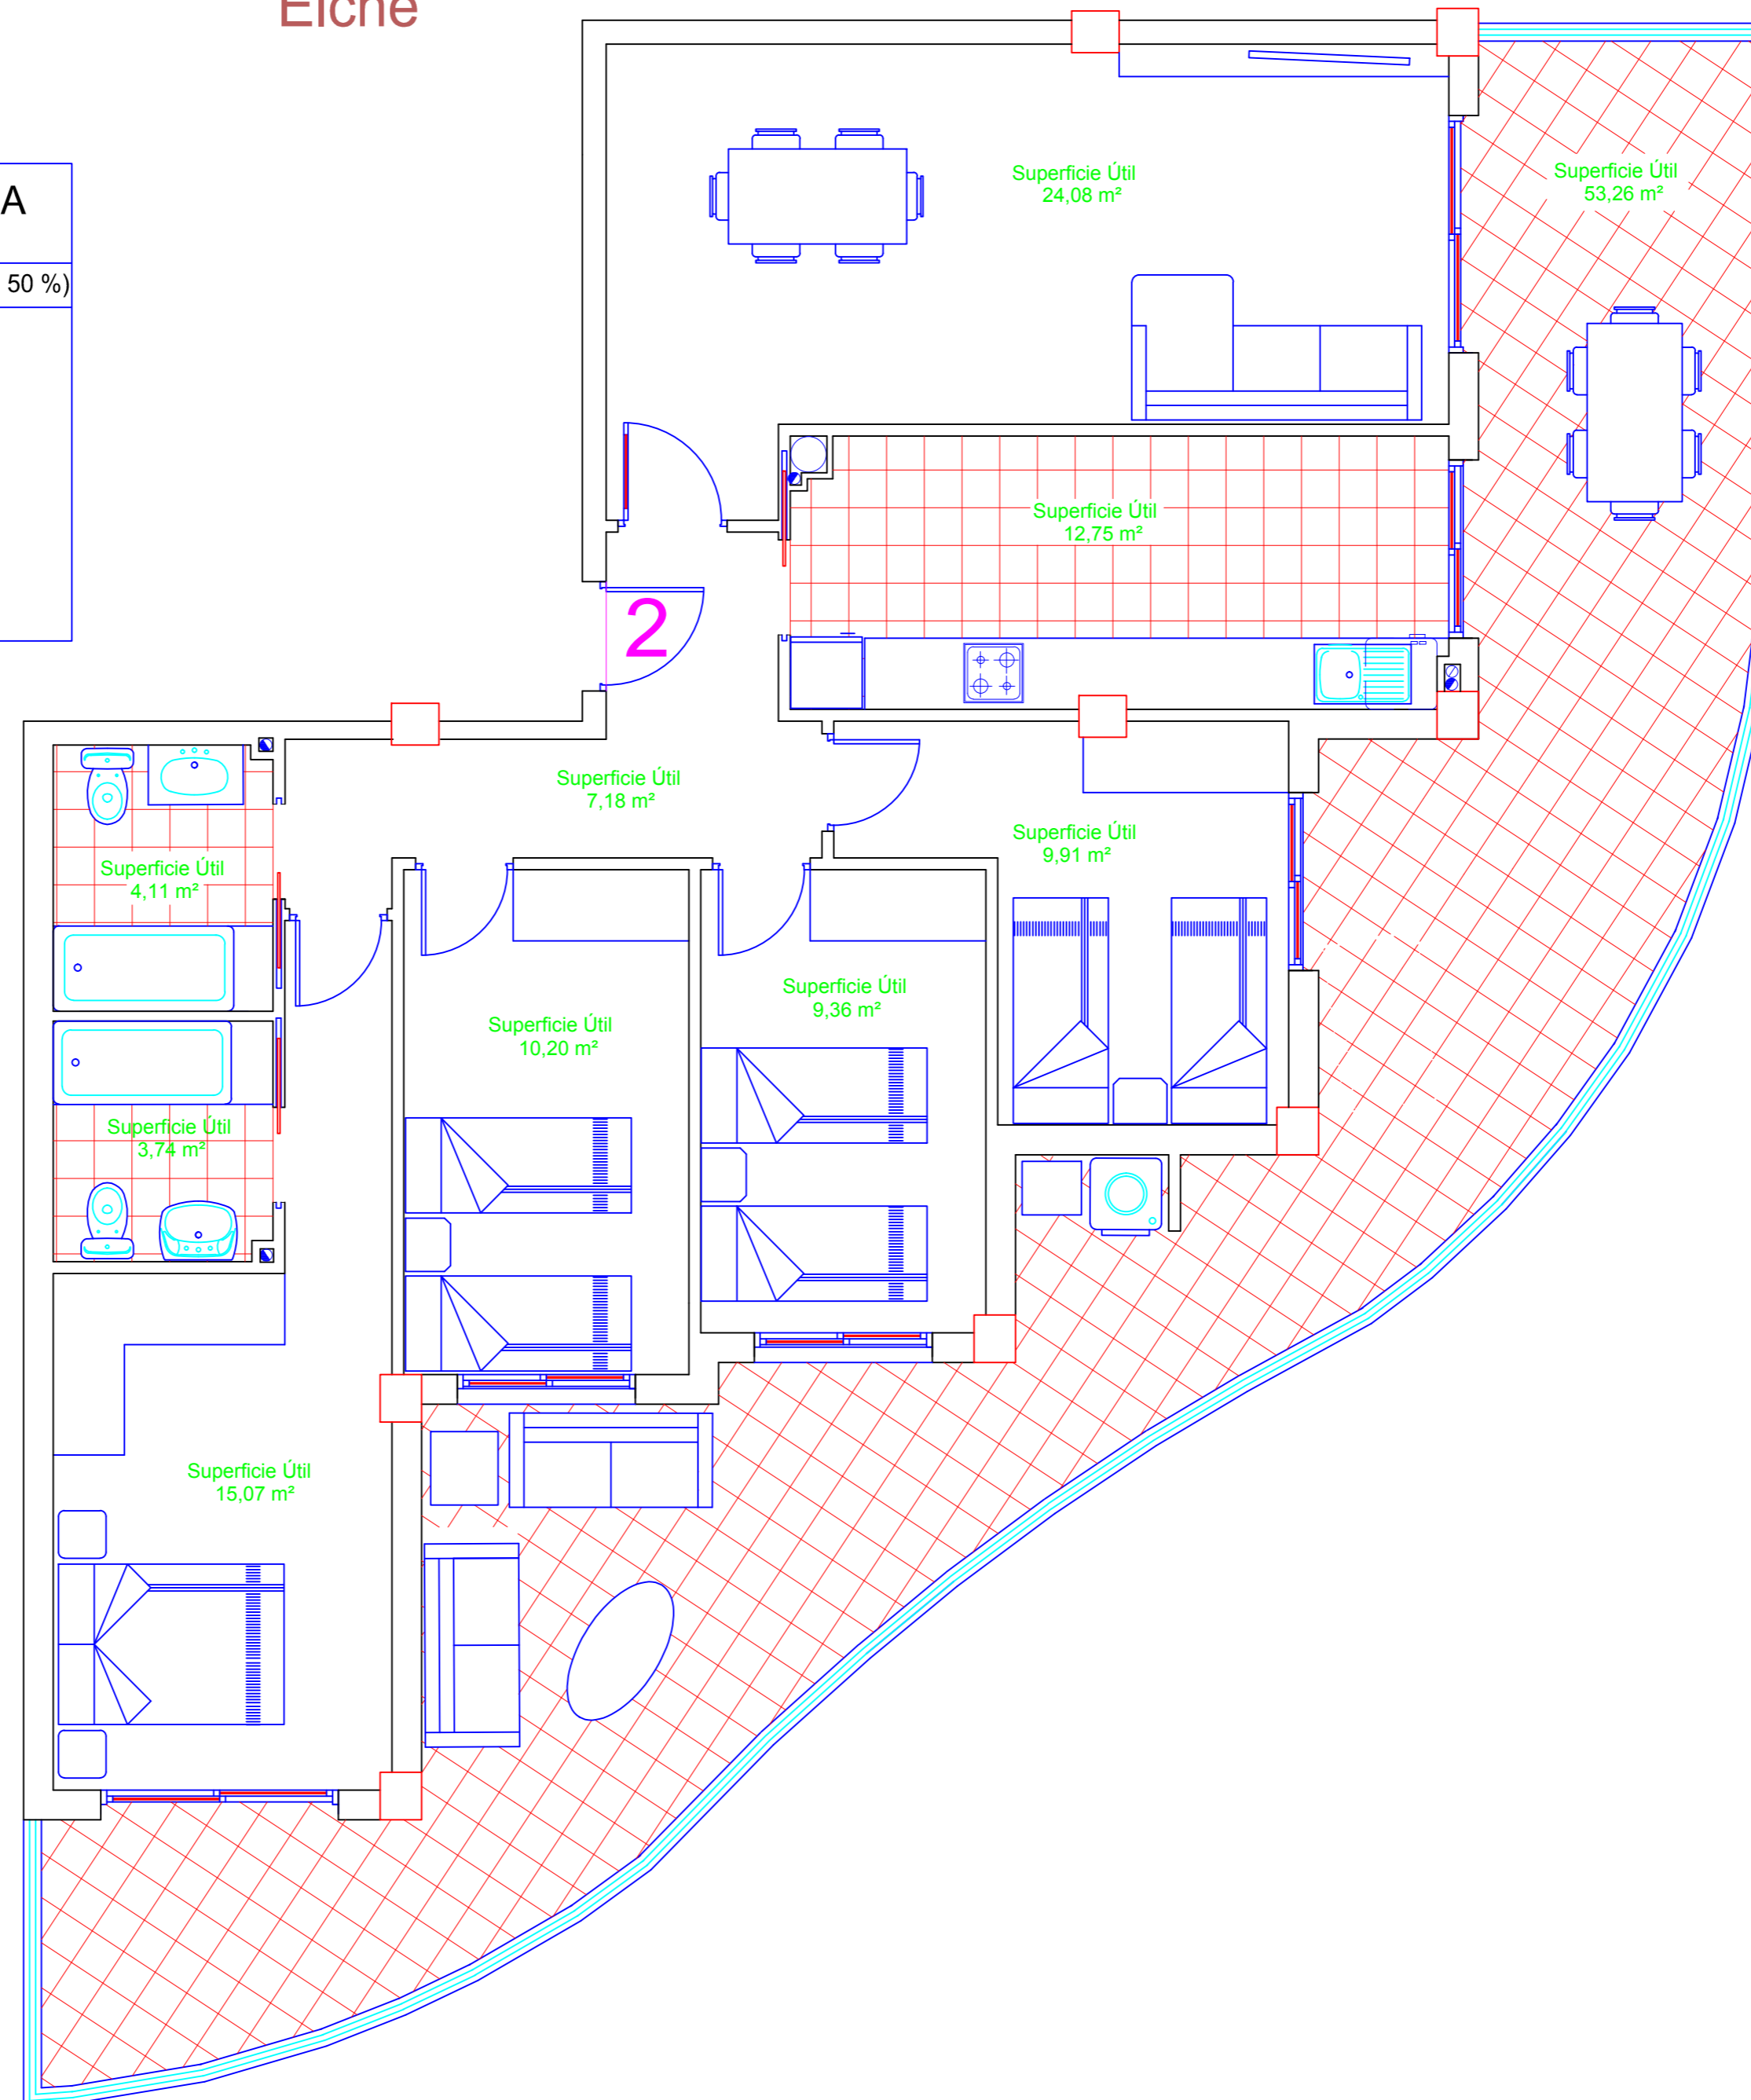 Elche
A
50 %)
Superficie Útil
24,08 m²
Superficie Útil
53,26 m²
Superficie Útil
12,75 m²
2
Superficie Útil
7,18 m²
Superficie Útil
9,91 m²
Superficie Útil
4,11 m²
Superficie Útil
9,36 m²
Superficie Útil
10,20 m²
Superficie Útil
3,74 m²
Superficie Útil
15,07 m²